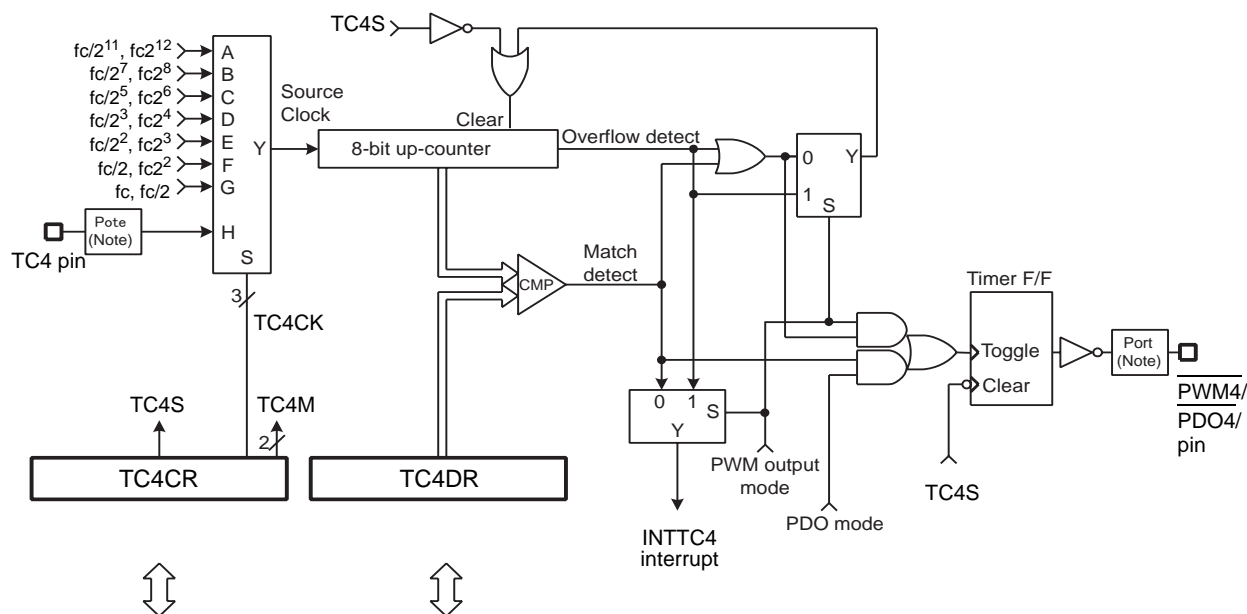 TC4S
fc/2¹¹, fc2¹²
fc/2⁷, fc2⁸
fc/2⁵, fc2⁶
fc/2³, fc2⁴
fc/2², fc2³
fc/2, fc2²
fc, fc/2
A
B
C
D
E
F
G
H
Y
S
Source
Clock
Clear
8-bit up-counter
Overflow detect
0
1
Y
S
Pote
(Note)
TC4 pin
3
TC4CK
CMP
Match
detect
Timer F/F
Toggle
Clear
Port
(Note)
PWM4/
PDO4/
pin
TC4S
TC4M
2
0 1
S
Y
PWM output
mode
PDO mode
TC4S
TC4CR
TC4DR
INTTC4
interrupt